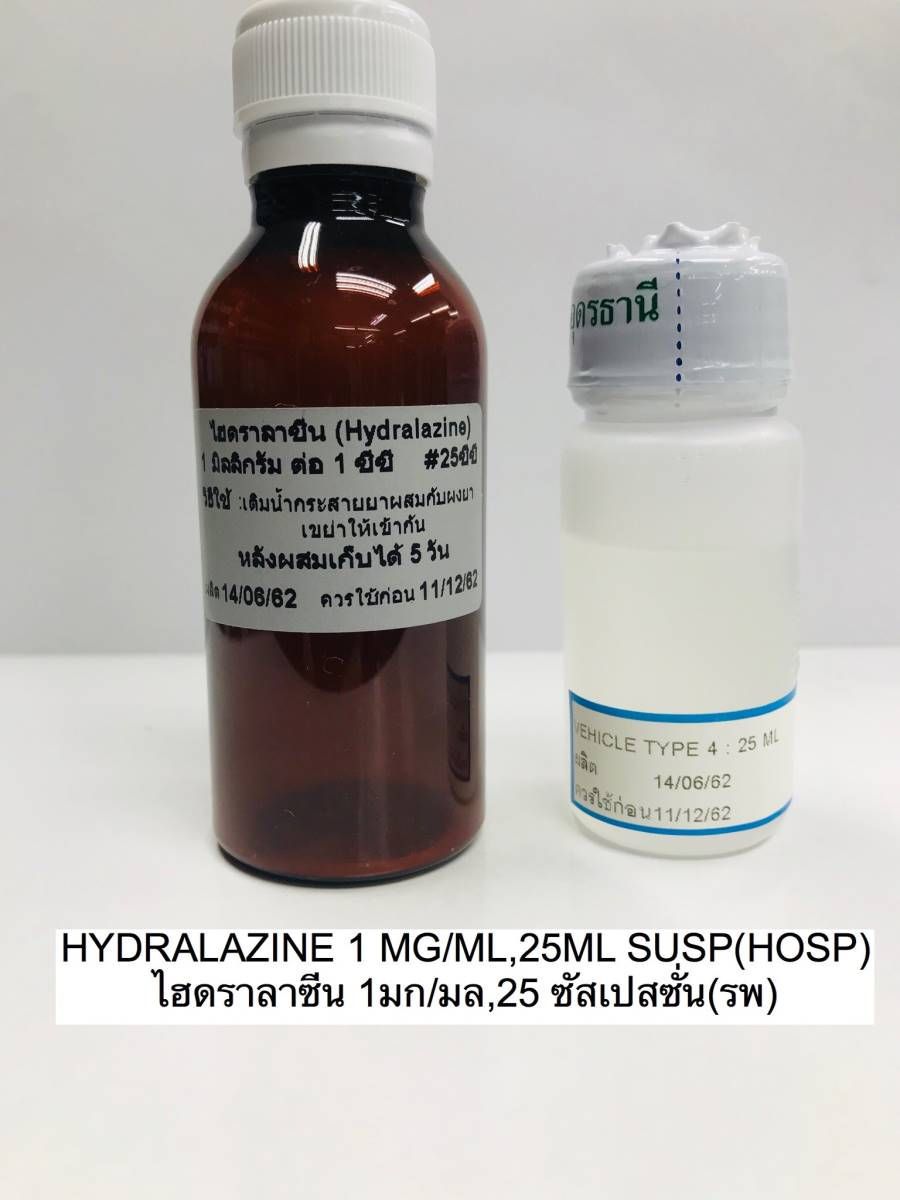 ไฮดราลาซีน (Hydralazine)
1 มิลลิกรัม ต่อ 1 ซีซี #25ซีซี
วิธีใช้ :เติมน้ำกระสายยาผสมกับผงยา
เขย่าให้เข้ากัน
หลังผสมเก็บได้ 5 วัน
ผลิต 14/06/62 ควรใช้ก่อน 11/12/62
อุดรธานี
VEHICLE TYPE 4 : 25 ML
ผลิต 14/06/62
ควรใช้ก่อน 11/12/62
HYDRALAZINE 1 MG/ML,25ML SUSP(HOSP)
ไฮดราลาซีน 1มก/มล,25 ซัสเปสซั่น(รพ)